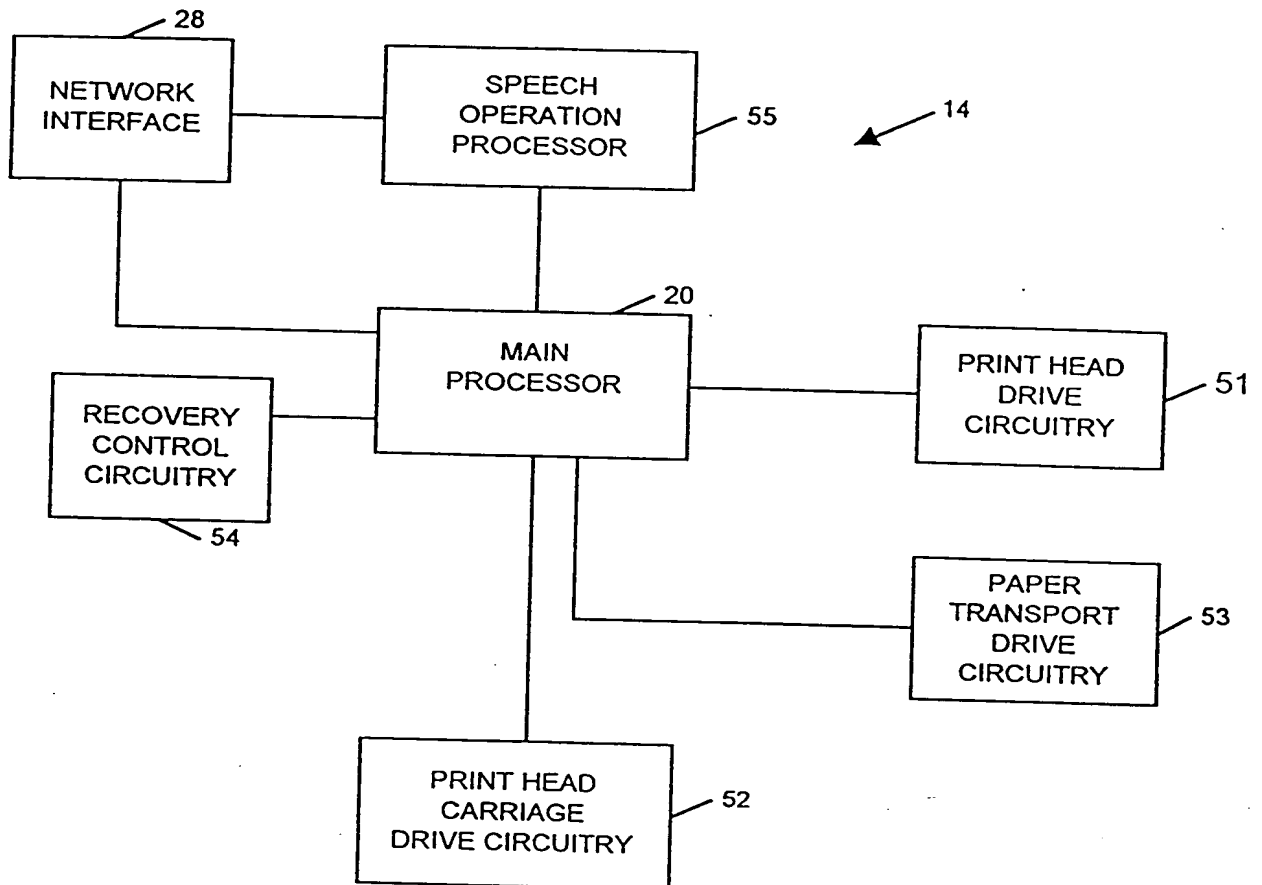 28
NETWORK
INTERFACE
SPEECH
OPERATION
PROCESSOR
55
14
20
MAIN
PROCESSOR
PRINT HEAD
DRIVE
CIRCUITRY
51
RECOVERY
CONTROL
CIRCUITRY
54
PAPER
TRANSPORT
DRIVE
CIRCUITRY
53
PRINT HEAD
CARRIAGE
DRIVE CIRCUITRY
52